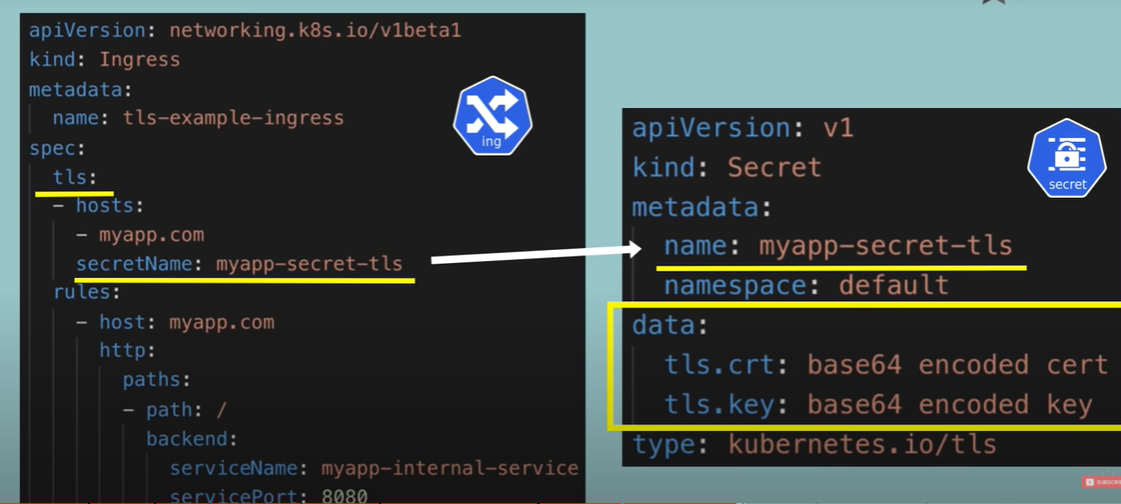 apiVersion: networking.k8s.io/v1beta1
kind: Ingress
metadata:
name: tls-example-ingress
spec:
tls:
- hosts:
- myapp.com
secretName: myapp-secret-tls
rules:
- host: myapp.com
http:
paths:
- path: /
backend:
serviceName: myapp-internal-service
servicePort: 8080
ing
apiVersion: v1
kind: Secret
metadata:
name: myapp-secret-tls
namespace: default
data:
tls.crt: base64 encoded cert
tls.key: base64 encoded key
type: kubernetes.io/tls
secret